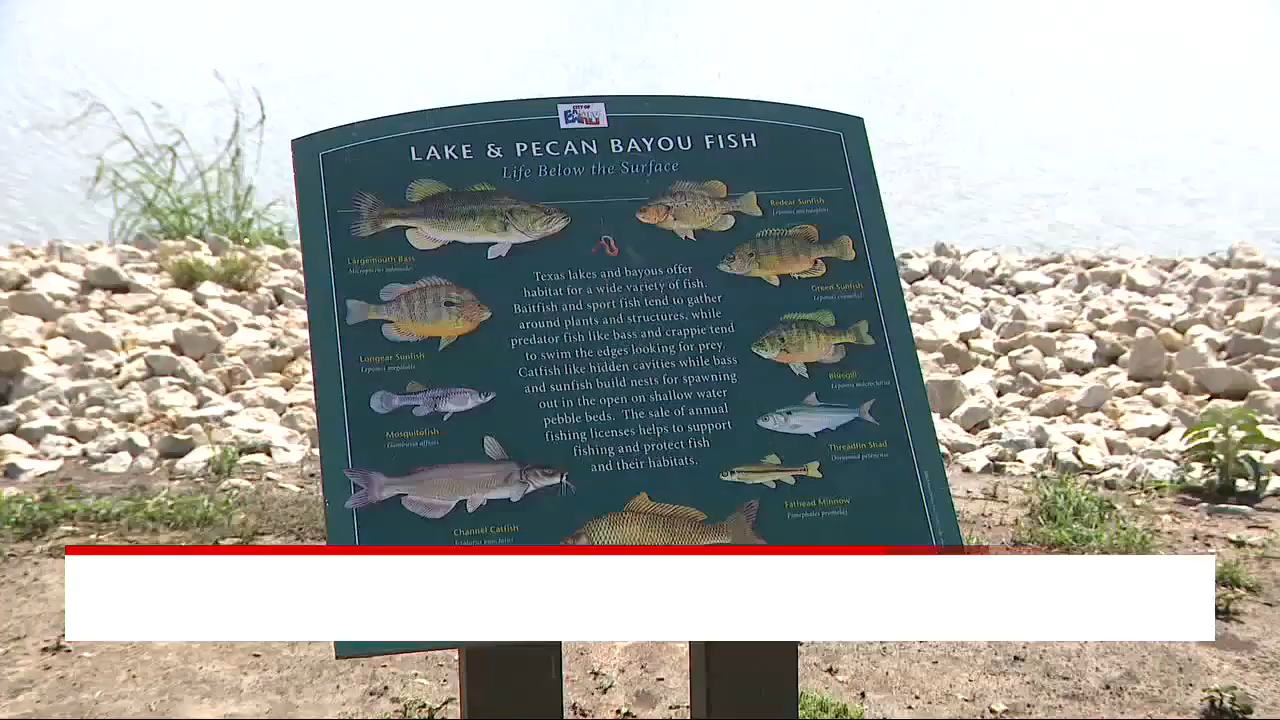 CITY OF
LAKE & PECAN BAYOU FISH
Life Below the Surface
Redear Sunfish
Largemouth Bass
Green Sunfish
Texas lakes and bayous offer
habitat for a wide variety of fish.
Baitfish and sport fish tend to gather
around plants and structures, while
predator fish like bass and crappie tend
to swim the edges looking for prey.
Catfish like hidden cavities while bass
and sunfish build nests for spawning
out in the open on shallow water
pebble beds. The sale of annual
fishing licenses helps to support
fishing and protect fish
and their habitats.
Longear Sunfish
Bluegill
Mosquitofish
Threadfin Shad
Fathead Minnow
Channel Catfish